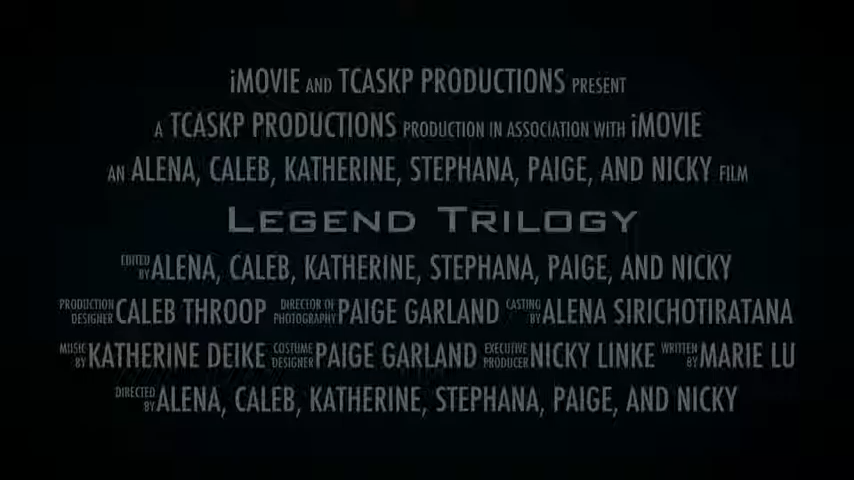 iMOVIE AND TCASKP PRODUCTIONS PRESENT
A TCASKP PRODUCTIONS PRODUCTION IN ASSOCIATION WITH iMOVIE
AN ALENA, CALEB, KATHERINE, STEPHANA, PAIGE, AND NICKY FILM
LEGEND TRILOGY
EDITED BY ALENA, CALEB, KATHERINE, STEPHANA, PAIGE, AND NICKY
PRODUCTION DESIGNER CALEB THROOP DIRECTOR OF PHOTOGRAPHY PAIGE GARLAND CASTING BY ALENA SIRICHOTIRATANA
MUSIC BY KATHERINE DEIKE COSTUME DESIGNER PAIGE GARLAND EXECUTIVE PRODUCER NICKY LINKE WRITTEN BY MARIE LU
DIRECTED BY ALENA, CALEB, KATHERINE, STEPHANA, PAIGE, AND NICKY